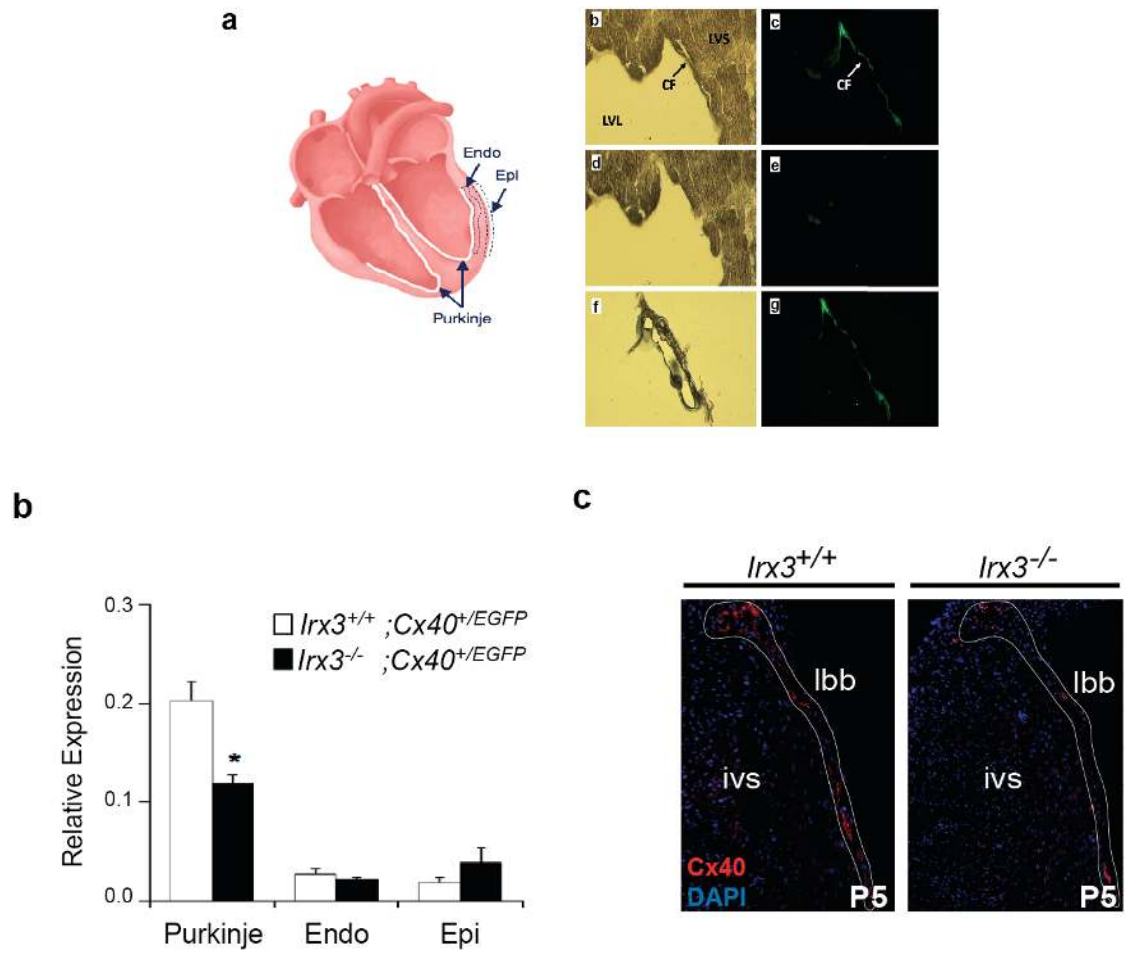 a
Endo
Epi
Purkinje
b
LVS
CF
LVL
c
CF
d
e
f
g
b
Relative Expression
0.3
0.2
0.1
0.0
Irx3+/+ ;Cx40+/EGFP
Irx3-/- ;Cx40+/EGFP
*
Purkinje Endo Epi
c
Irx3+/+ Irx3-/-
lbb
ivs
Cx40
DAPI
P5
lbb
ivs
P5